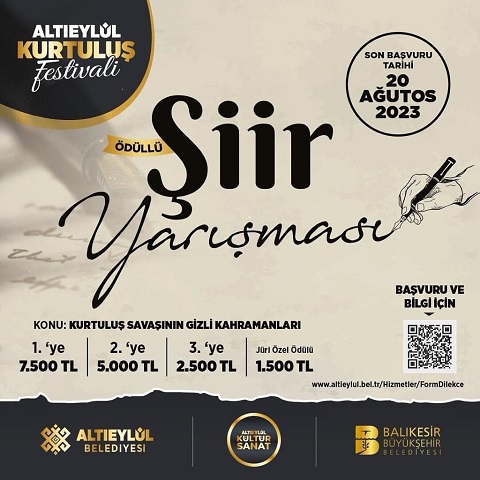 ALTIEYLÜL
KURTULUŞ
Festivali
SON BAŞVURU
TARİHİ
20
AĞUTOS
2023
ÖDÜLLÜ
Şiir
Yarışması
BAŞVURU VE
BİLGİ İÇİN
KONU: KURTULUŞ SAVAŞININ GİZLİ KAHRAMANLARI
1. 'ye
7.500 TL
2. 'ye
5.000 TL
3. 'ye
2.500 TL
Jüri Özel Ödülü
1.500 TL
www.altieylul.bel.tr/Hizmetler/FormDilekce
ALTIEYLÜL
BELEDİYESİ
ALTIEYLÜL
KÜLTÜR
SANAT
BALIKESİR
BÜYÜKŞEHİR
BELEDİYESİ